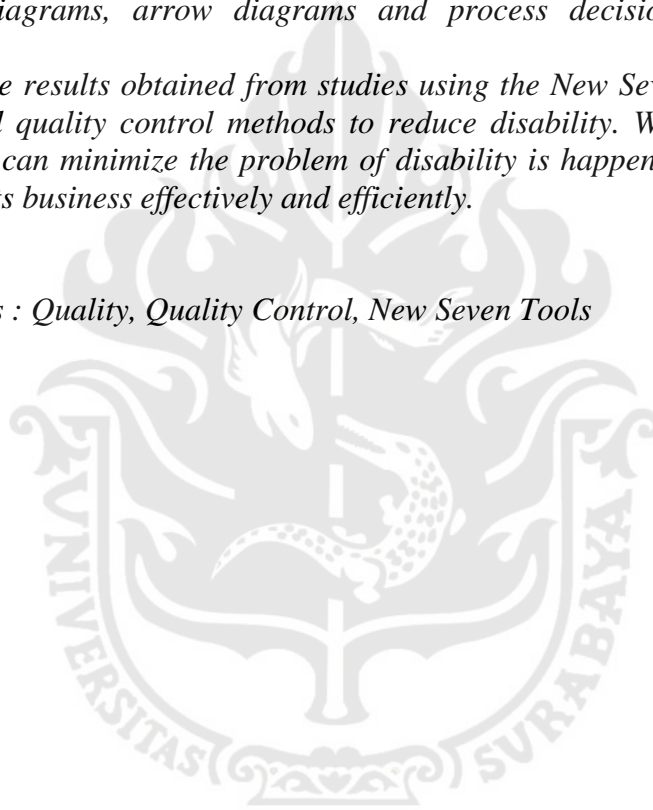 diagrams, arrow diagrams and process decision
e results obtained from studies using the New Sev
l quality control methods to reduce disability. W
can minimize the problem of disability is happen
ts business effectively and efficiently.
s : Quality, Quality Control, New Seven Tools
UNIVERSITAS SURABAYA